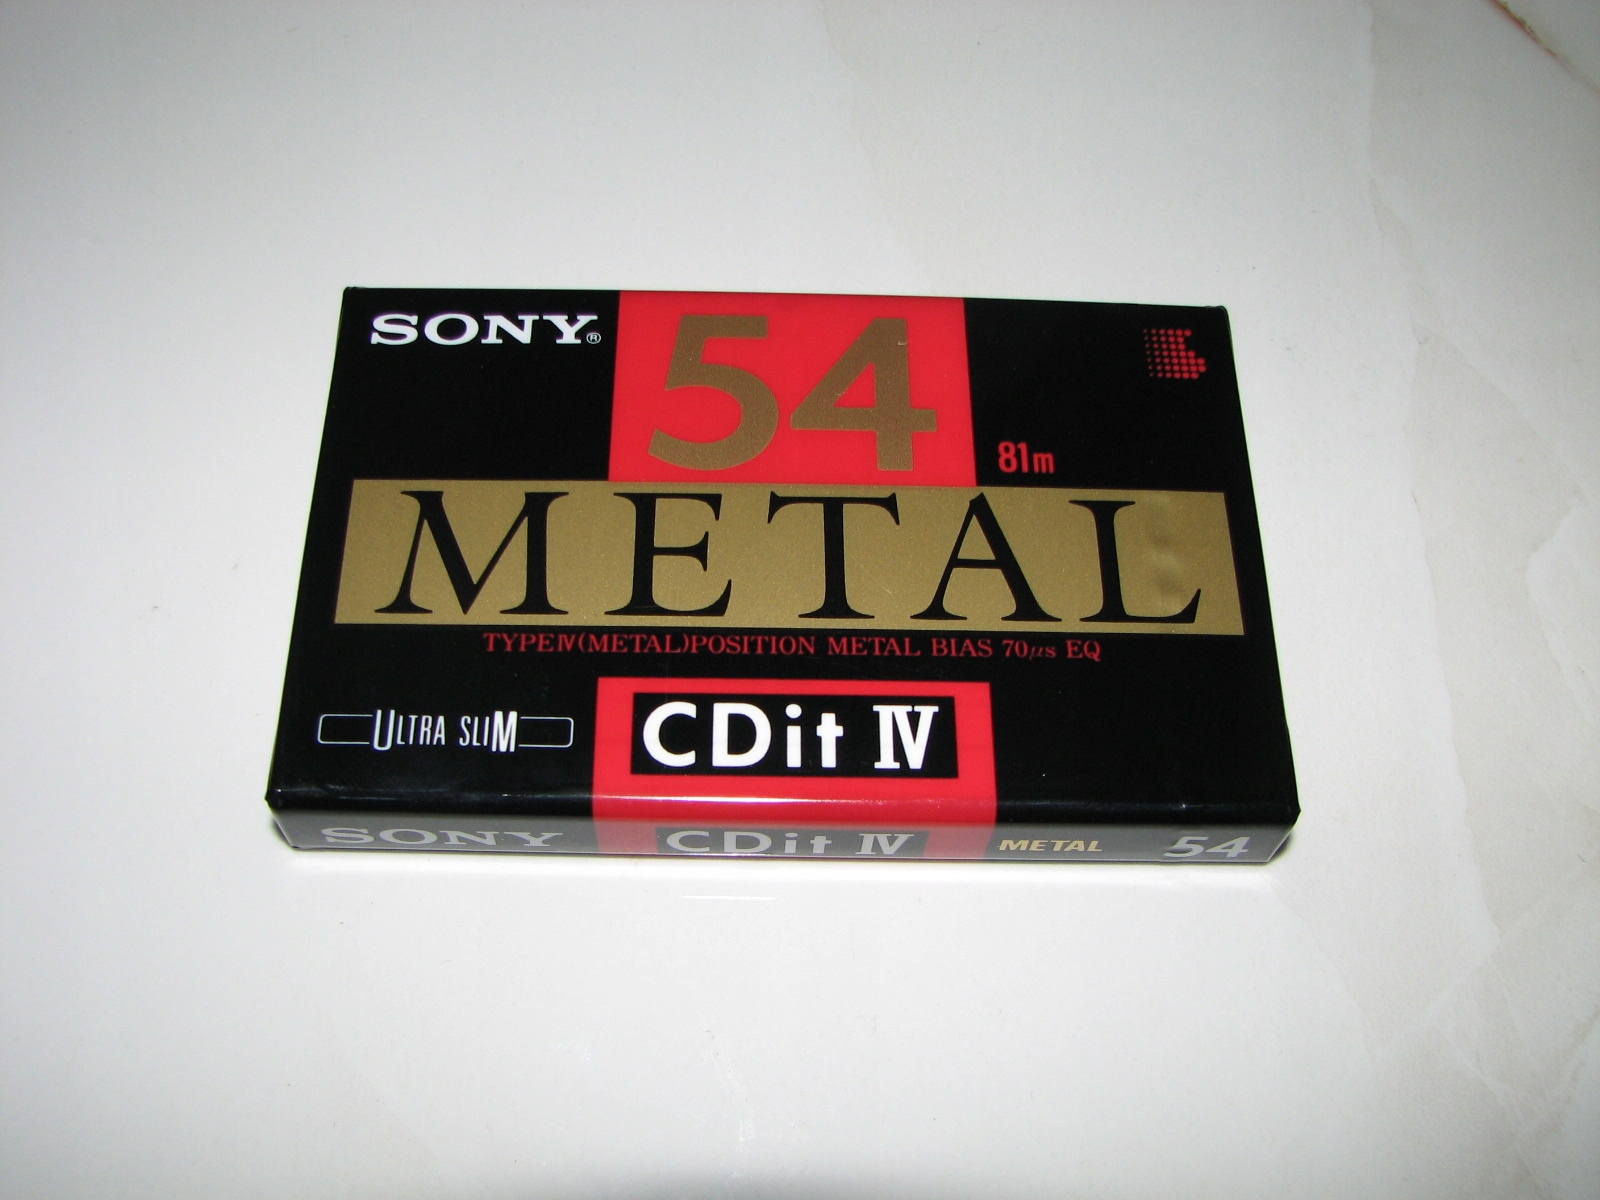 SONY®
54
81m
METAL
TYPEⅣ(METAL)POSITION METAL BIAS 70μs EQ
ULTRA SLIM
CDit Ⅳ
SONY CDit Ⅳ METAL 54